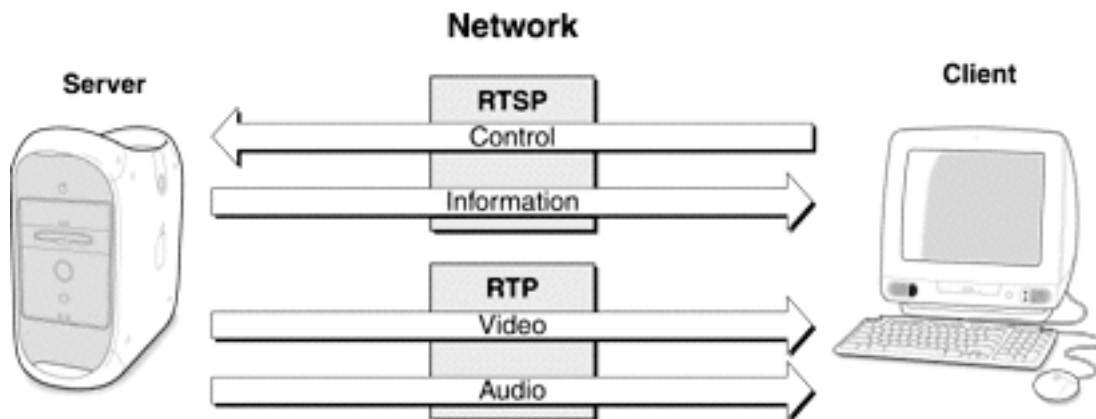 Network
Server
Client
RTSP
Control
Information
RTP
Video
Audio